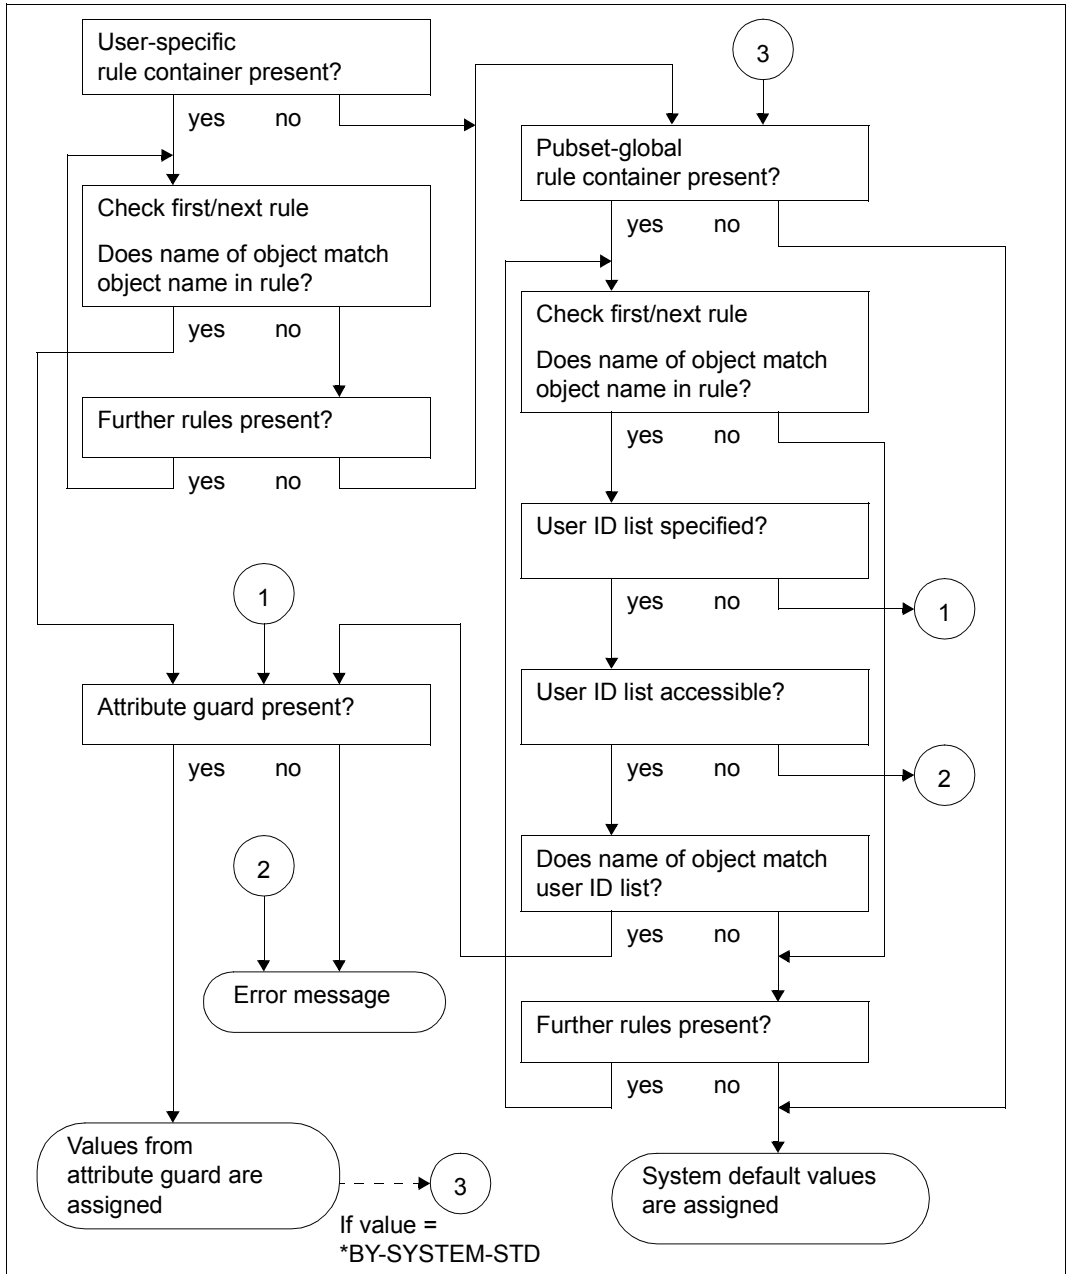 User-specific
rule container present?
yes no
Check first/next rule
Does name of object match
object name in rule?
yes no
Further rules present?
yes no
1
Attribute guard present?
yes no
2
Error message
Values from
attribute guard are
assigned
3
If value =
*BY-SYSTEM-STD
3
Pubset-global
rule container present?
yes no
Check first/next rule
Does name of object match
object name in rule?
yes no
User ID list specified?
yes no
1
User ID list accessible?
yes no
2
Does name of object match
user ID list?
yes no
Further rules present?
yes no
System default values
are assigned